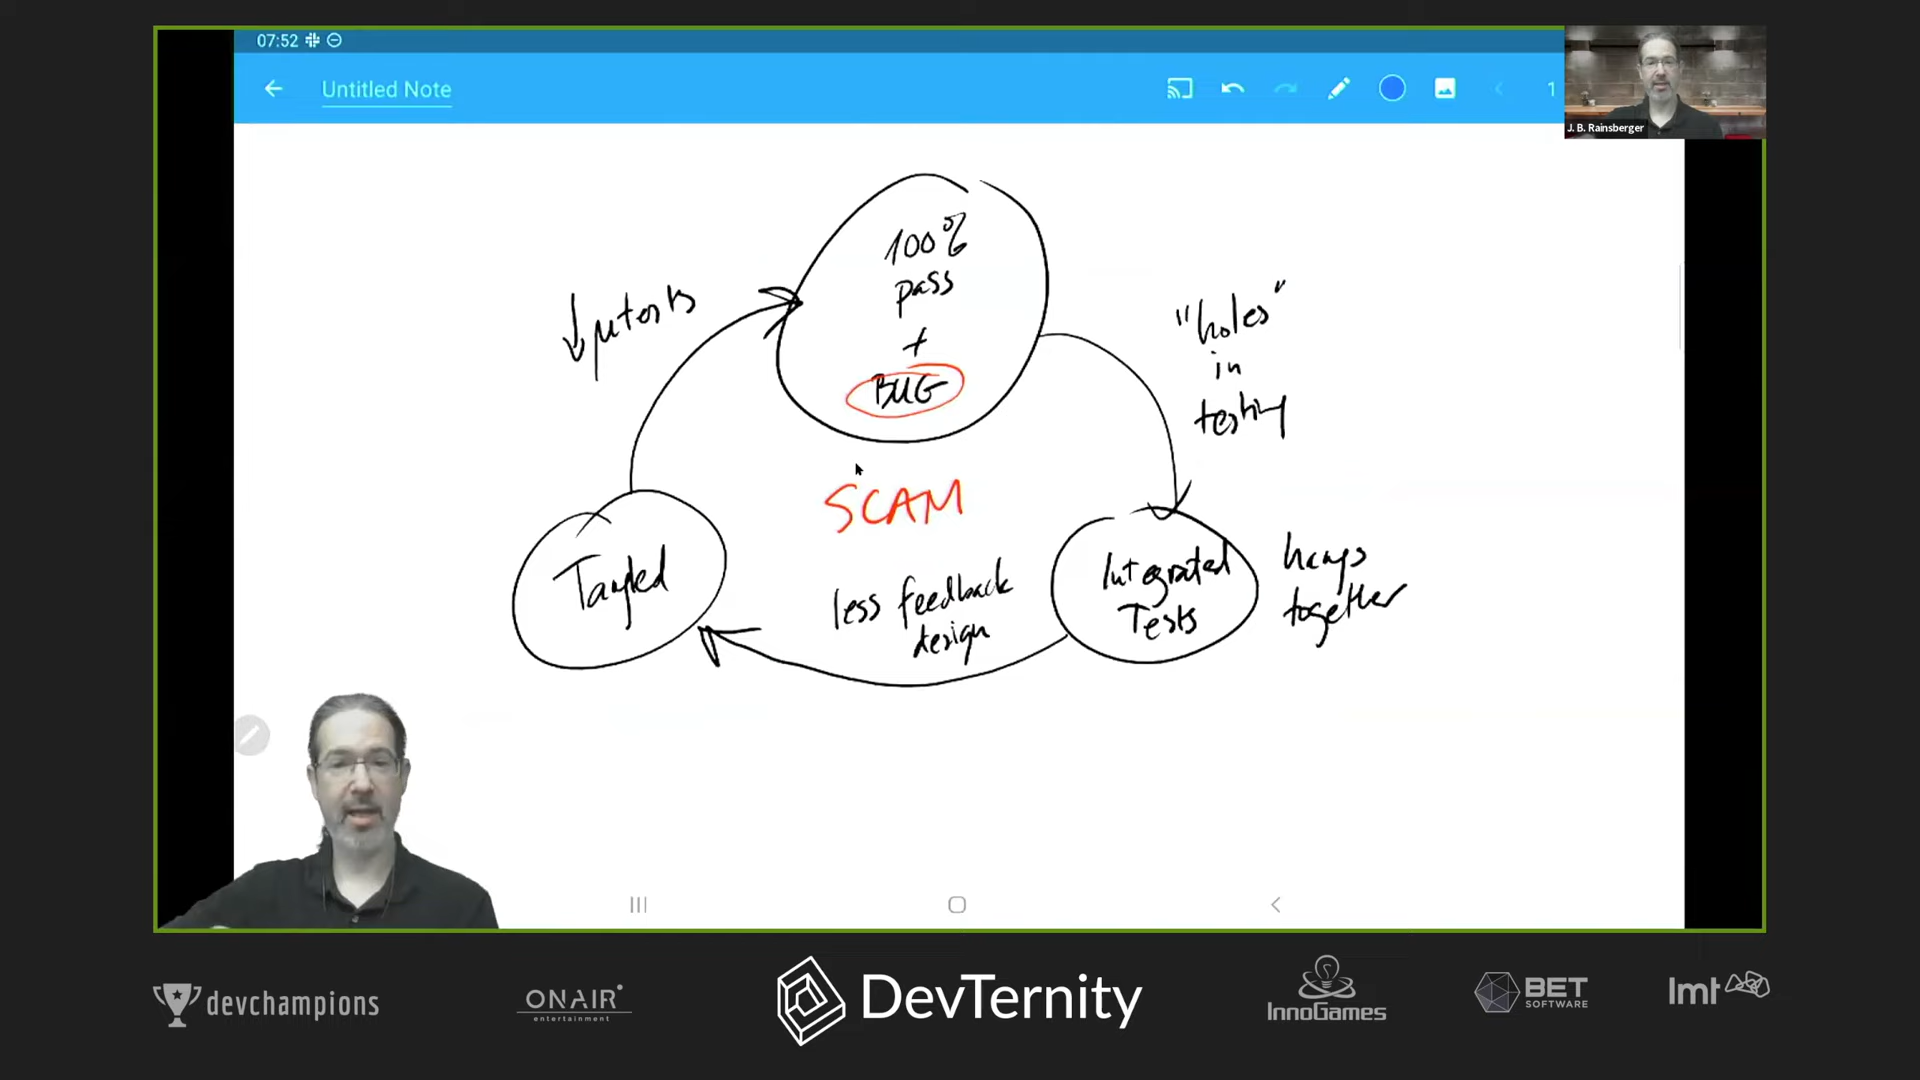 07:52
Untitled Note
1
J. B. Rainsberger
100%
pass
+
BUG
↓ μtests
"holes"
in
testing
SCAM
Tangled
less feedback
design
Integrated
Tests
hangs
together
devchampions
ONAIR
entertainment
DevTernity
InnoGames
BET
SOFTWARE
lmt